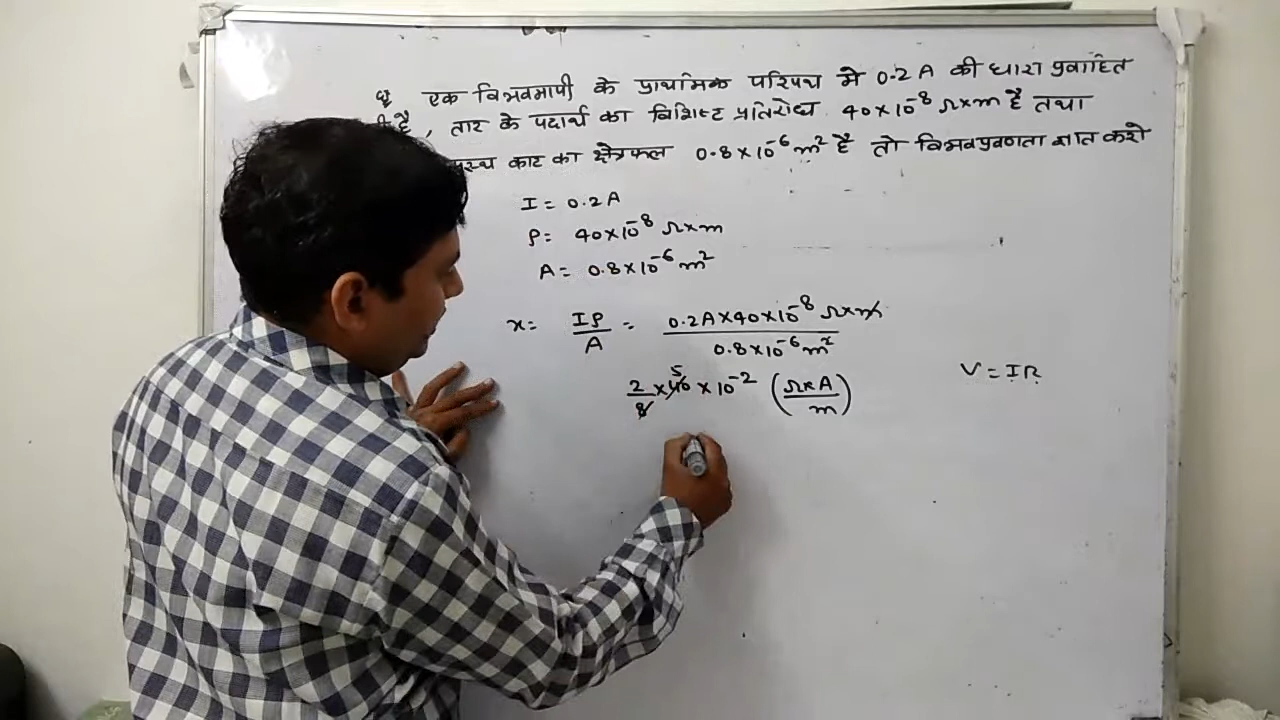 एक विभवमापी के प्राथमिक परिपथ मे 0.2 A की धारा प्रवाहित
है, तार के पदार्थ का विशिष्ट प्रतिरोध 40×10⁻⁸ Ω×m है तथा
काट का क्षेत्रफल 0.8×10⁻⁶ m² है तो विभवप्रवणता ज्ञात करो
I = 0.2 A
ρ = 40×10⁻⁸ Ω×m
A = 0.8×10⁻⁶ m²
x = Iρ/A = 0.2A×40×10⁻⁸ Ω×m / 0.8×10⁻⁶ m²
V = IR
2/8 × 40 5 × 10⁻² (Ω×A/m)